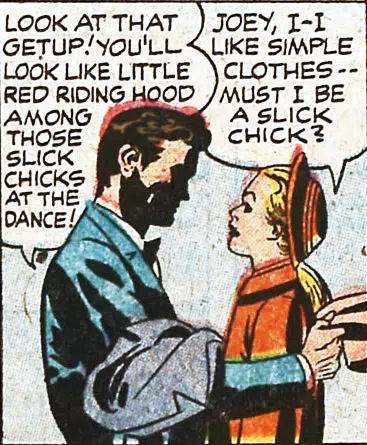 LOOK AT THAT
GETUP! YOU'LL
LOOK LIKE LITTLE
RED RIDING HOOD
AMONG
THOSE
SLICK
CHICKS
AT THE
DANCE!
JOEY, I-I
LIKE SIMPLE
CLOTHES--
MUST I BE
A SLICK
CHICK?